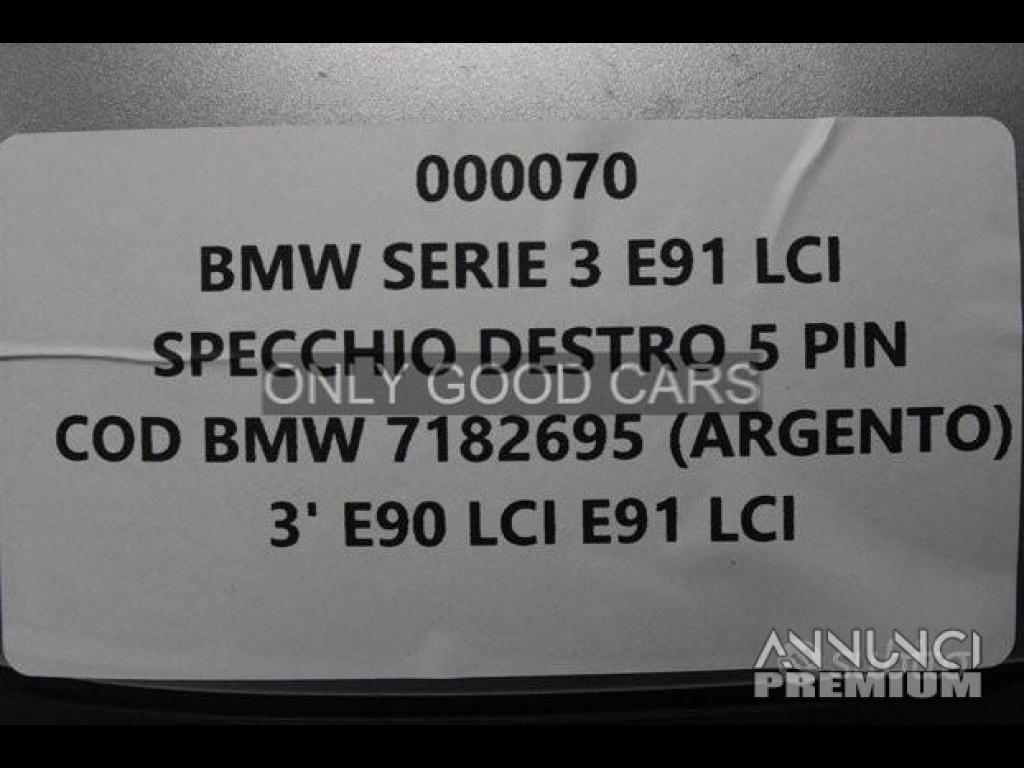 000070
BMW SERIE 3 E91 LCI
SPECCHIO DESTRO 5 PIN
ONLY GOOD CARS
COD BMW 7182695 (ARGENTO)
3' E90 LCI E91 LCI
ANNUNCI
PREMIUM